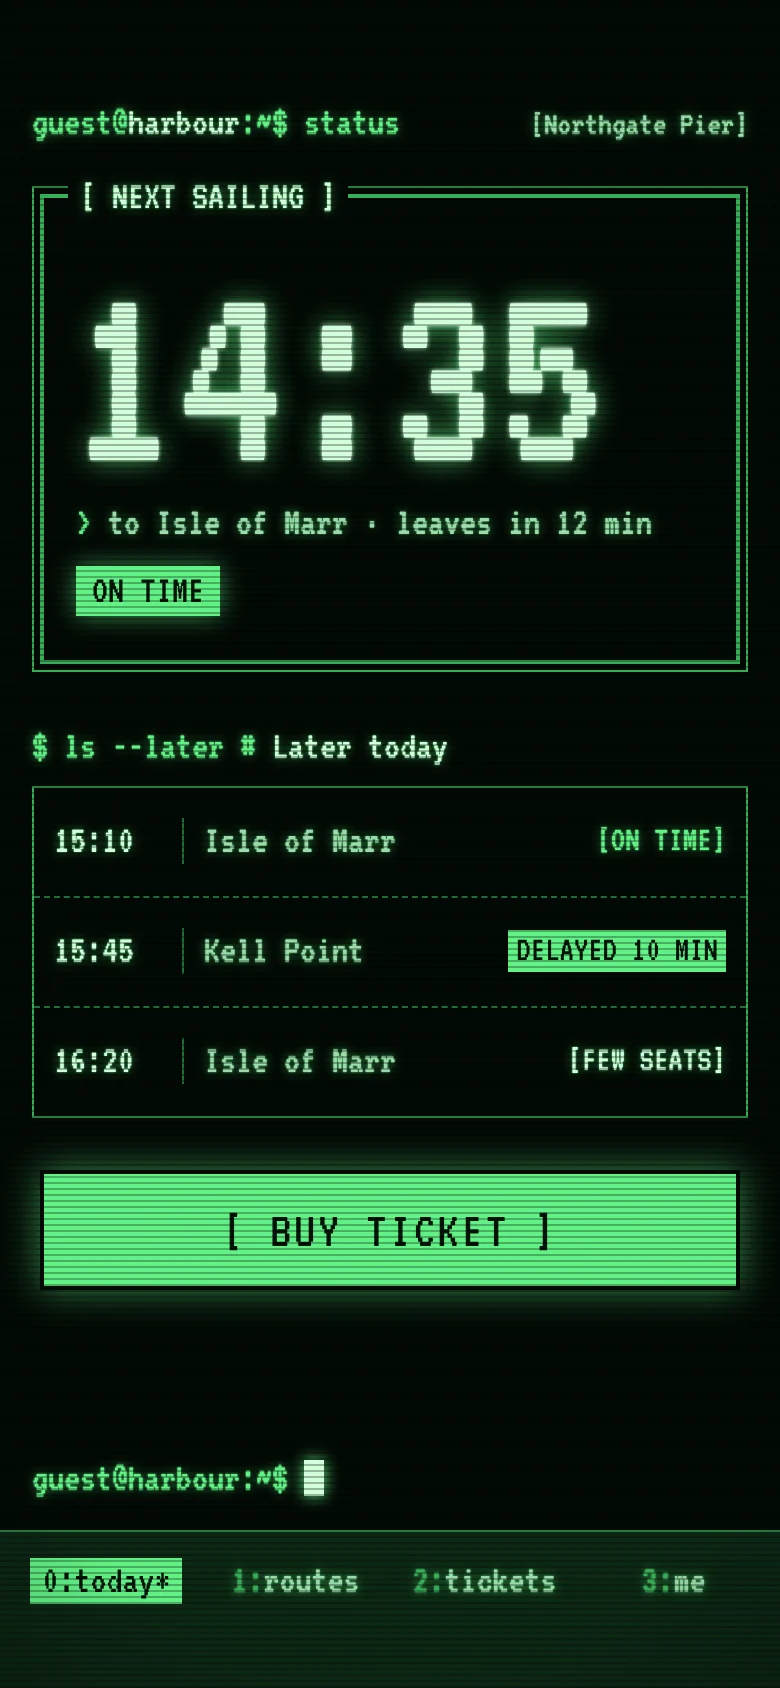 guest@harbour:~$ status [Northgate Pier]
[ NEXT SAILING ]
14:35
❯ to Isle of Marr · leaves in 12 min
ON TIME
$ ls --later # Later today
15:10 Isle of Marr [ON TIME]
15:45 Kell Point DELAYED 10 MIN
16:20 Isle of Marr [FEW SEATS]
[ BUY TICKET ]
guest@harbour:~$
0:today* 1:routes 2:tickets 3:me